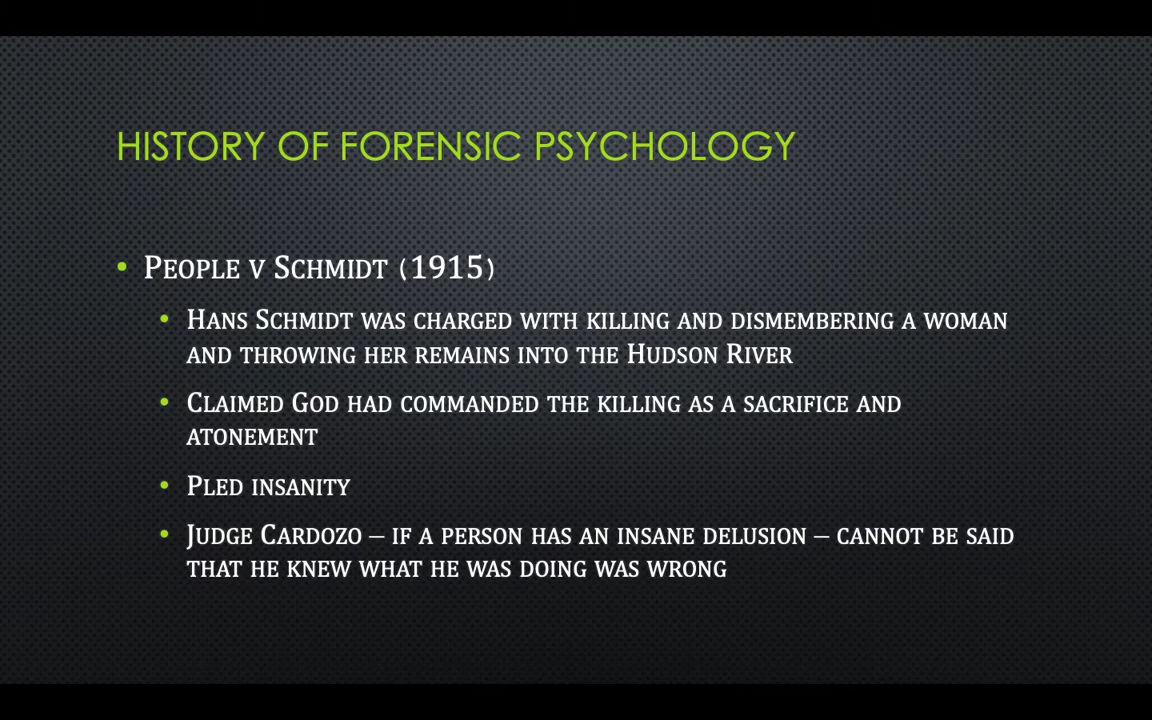 HISTORY OF FORENSIC PSYCHOLOGY
• PEOPLE V SCHMIDT (1915)
• HANS SCHMIDT WAS CHARGED WITH KILLING AND DISMEMBERING A WOMAN
AND THROWING HER REMAINS INTO THE HUDSON RIVER
• CLAIMED GOD HAD COMMANDED THE KILLING AS A SACRIFICE AND
ATONEMENT
• PLED INSANITY
• JUDGE CARDOZO – IF A PERSON HAS AN INSANE DELUSION – CANNOT BE SAID
THAT HE KNEW WHAT HE WAS DOING WAS WRONG